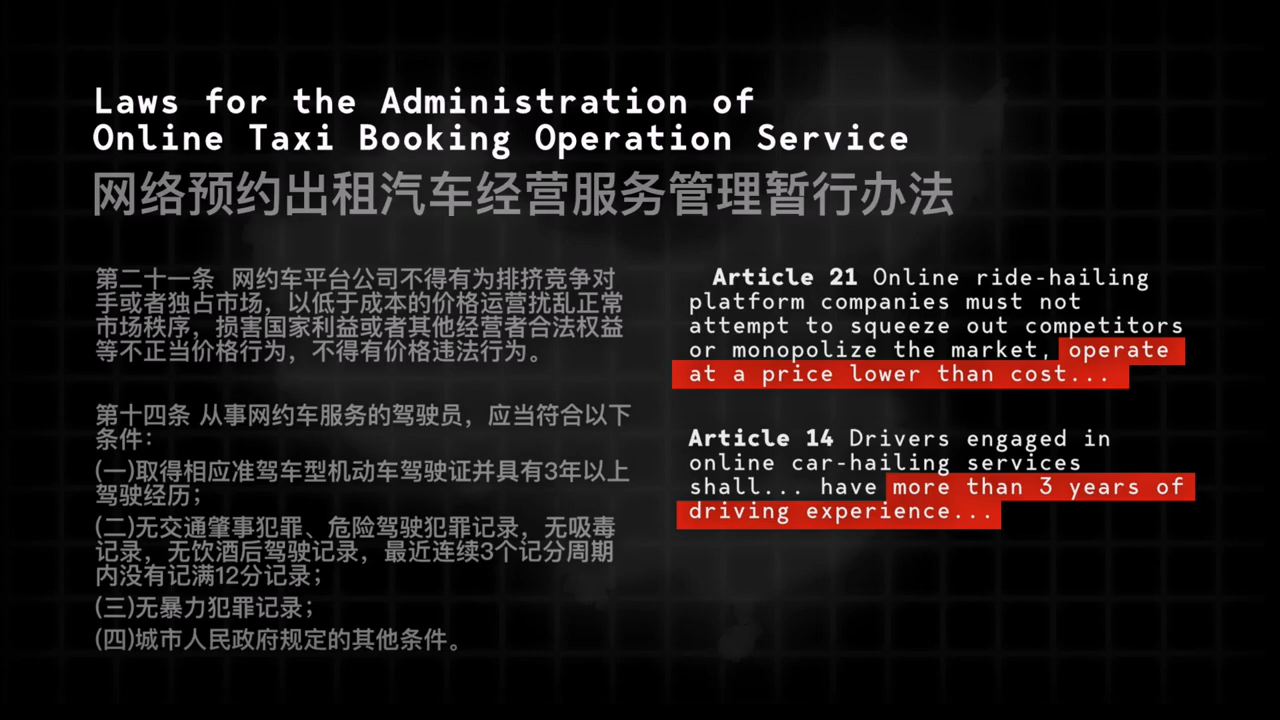 Laws for the Administration of
Online Taxi Booking Operation Service
网络预约出租汽车经营服务管理暂行办法
第二十一条 网约车平台公司不得有为排挤竞争对
手或者独占市场，以低于成本的价格运营扰乱正常
市场秩序，损害国家利益或者其他经营者合法权益
等不正当价格行为，不得有价格违法行为。
第十四条 从事网约车服务的驾驶员，应当符合以下
条件：
(一)取得相应准驾车型机动车驾驶证并具有3年以上
驾驶经历；
(二)无交通肇事犯罪、危险驾驶犯罪记录，无吸毒
记录，无饮酒后驾驶记录，最近连续3个记分周期
内没有记满12分记录；
(三)无暴力犯罪记录；
(四)城市人民政府规定的其他条件。
Article 21 Online ride-hailing
platform companies must not
attempt to squeeze out competitors
or monopolize the market, operate
at a price lower than cost...
Article 14 Drivers engaged in
online car-hailing services
shall... have more than 3 years of
driving experience...